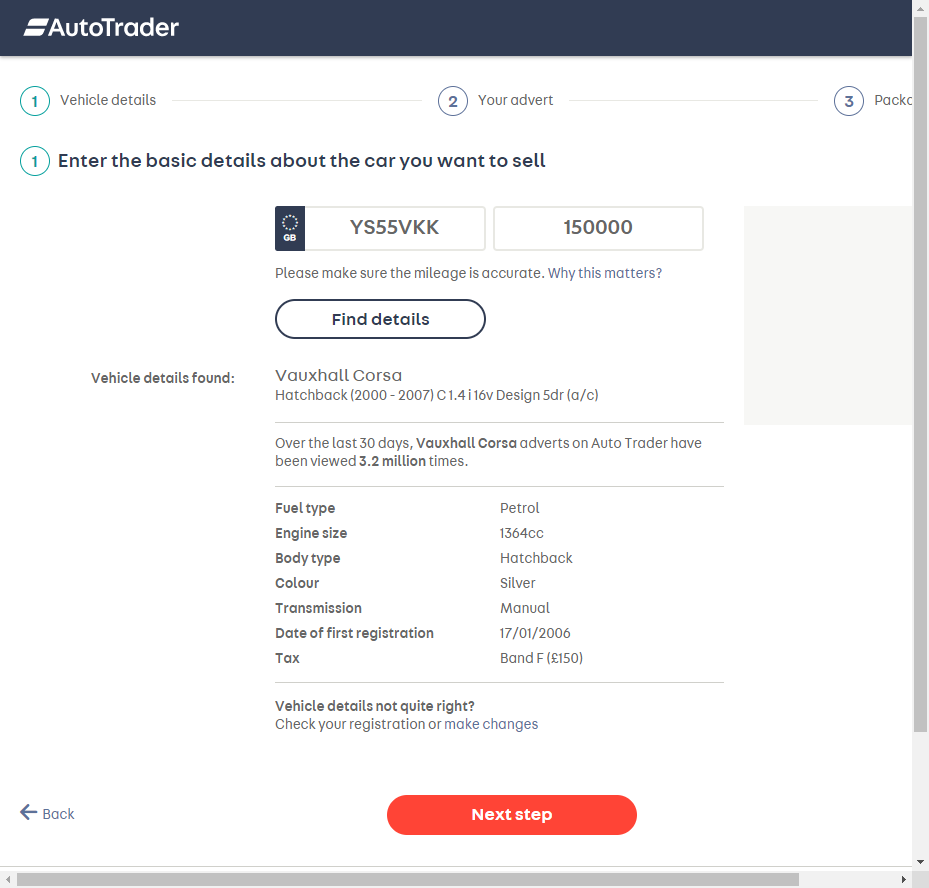 AutoTrader
1 Vehicle details 2 Your advert 3 Packa
1 Enter the basic details about the car you want to sell
GB YS55VKK 150000
Please make sure the mileage is accurate. Why this matters?
Find details
Vehicle details found: Vauxhall Corsa
Hatchback (2000 - 2007) C 1.4 i 16v Design 5dr (a/c)
Over the last 30 days, Vauxhall Corsa adverts on Auto Trader have
been viewed 3.2 million times.
Fuel type Petrol
Engine size 1364cc
Body type Hatchback
Colour Silver
Transmission Manual
Date of first registration 17/01/2006
Tax Band F (£150)
Vehicle details not quite right?
Check your registration or make changes
Back Next step